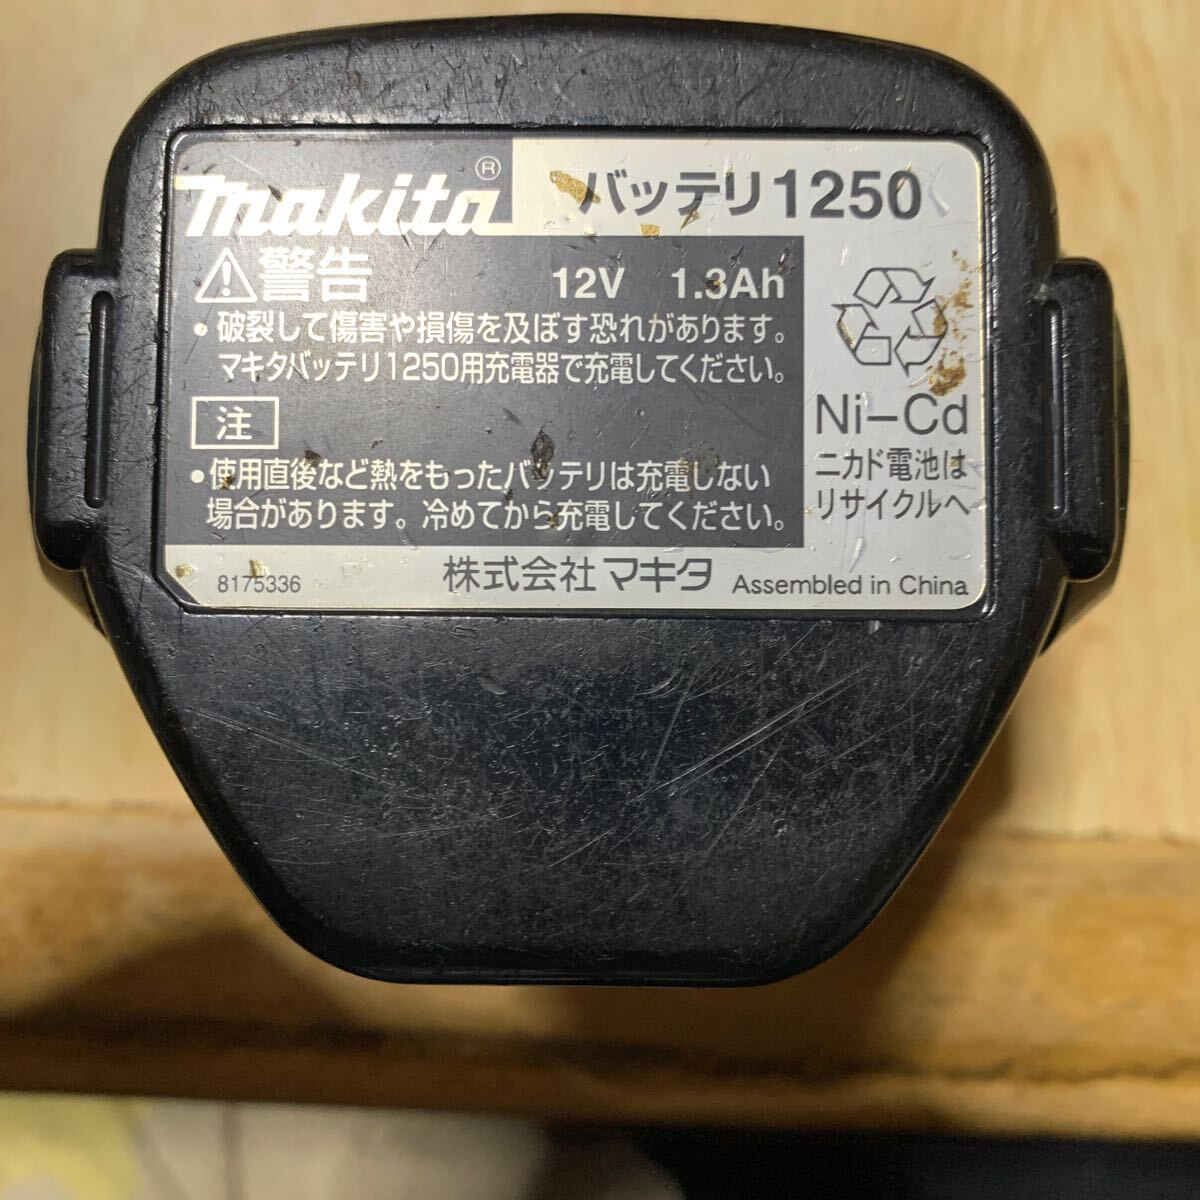 makita®
バッテリ1250
⚠警告 12V 1.3Ah
•破裂して傷害や損傷を及ぼす恐れがあります。
マキタバッテリ1250用充電器で充電してください。
注
•使用直後など熱をもったバッテリは充電しない
場合があります。冷めてから充電してください。
Ni-Cd
ニカド電池は
リサイクルへ
8175336 株式会社マキタ Assembled in China